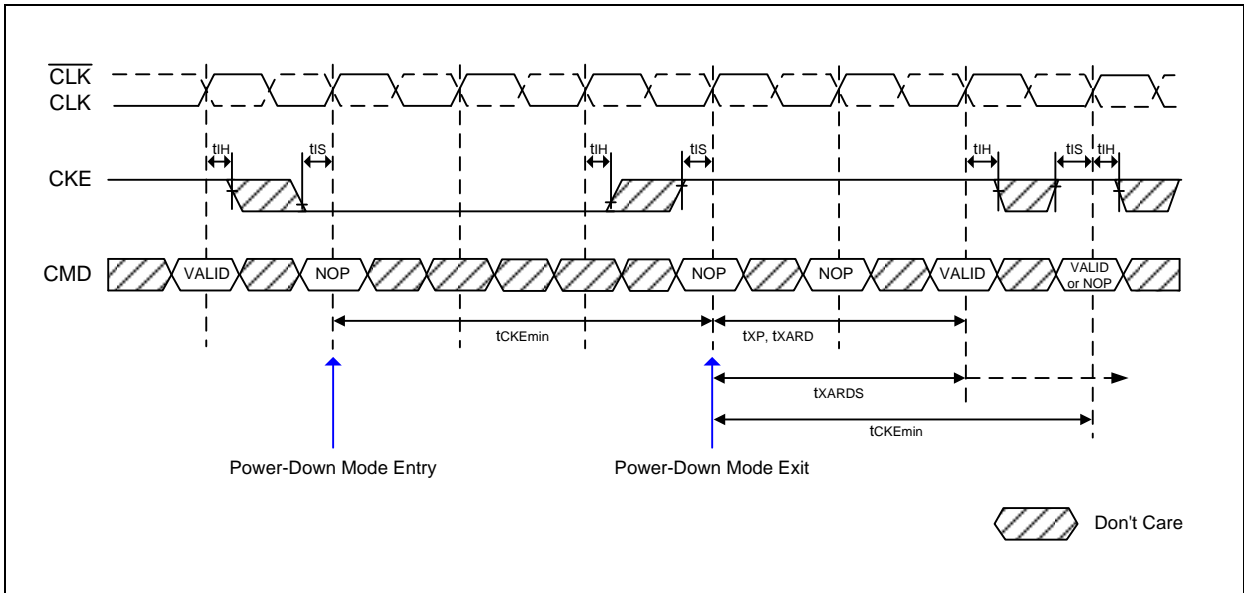 CLK
CLK
tIH tIS tIH tIS tIH tIS tIH
CKE
CMD VALID NOP NOP NOP VALID VALID or NOP
tCKEmin tXP, tXARD
tXARDS
tCKEmin
Power-Down Mode Entry Power-Down Mode Exit
Don't Care